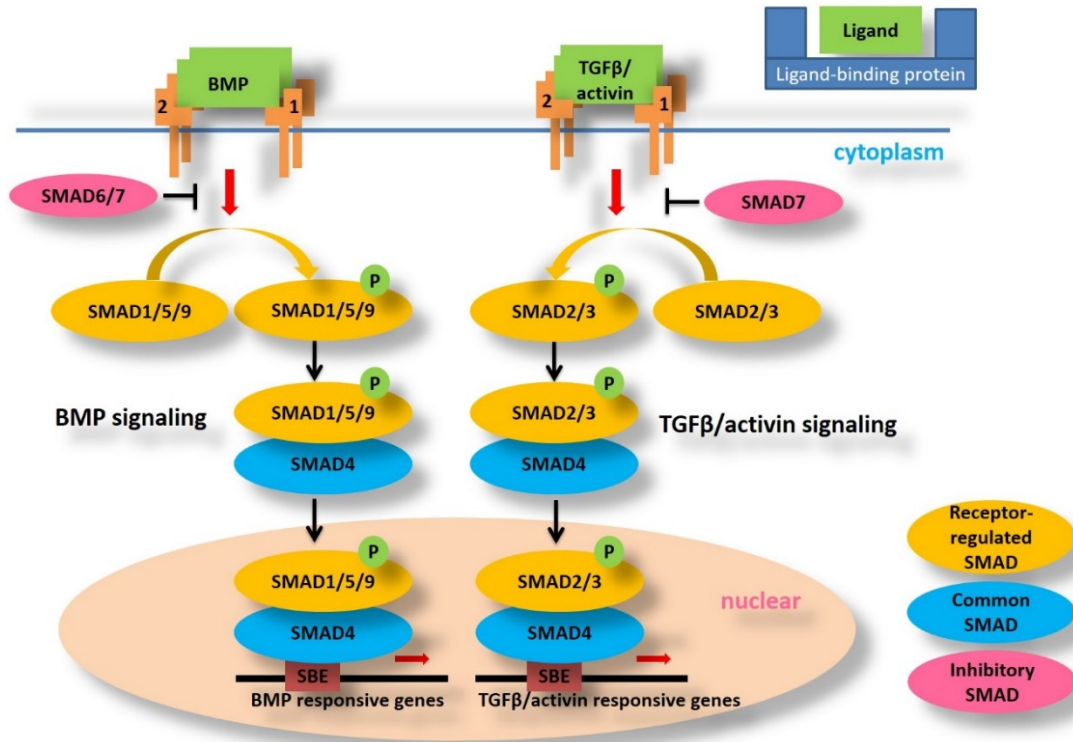 BMP
2
1
TGFβ/
activin
2
1
Ligand
Ligand-binding protein
cytoplasm
SMAD6/7
SMAD7
SMAD1/5/9
SMAD1/5/9
P
SMAD2/3
P
SMAD2/3
BMP signaling
SMAD1/5/9
P
SMAD4
SMAD2/3
P
SMAD4
TGFβ/activin signaling
SMAD1/5/9
P
SMAD4
SBE
BMP responsive genes
SMAD2/3
P
SMAD4
SBE
TGFβ/activin responsive genes
nuclear
Receptor-
regulated
SMAD
Common
SMAD
Inhibitory
SMAD